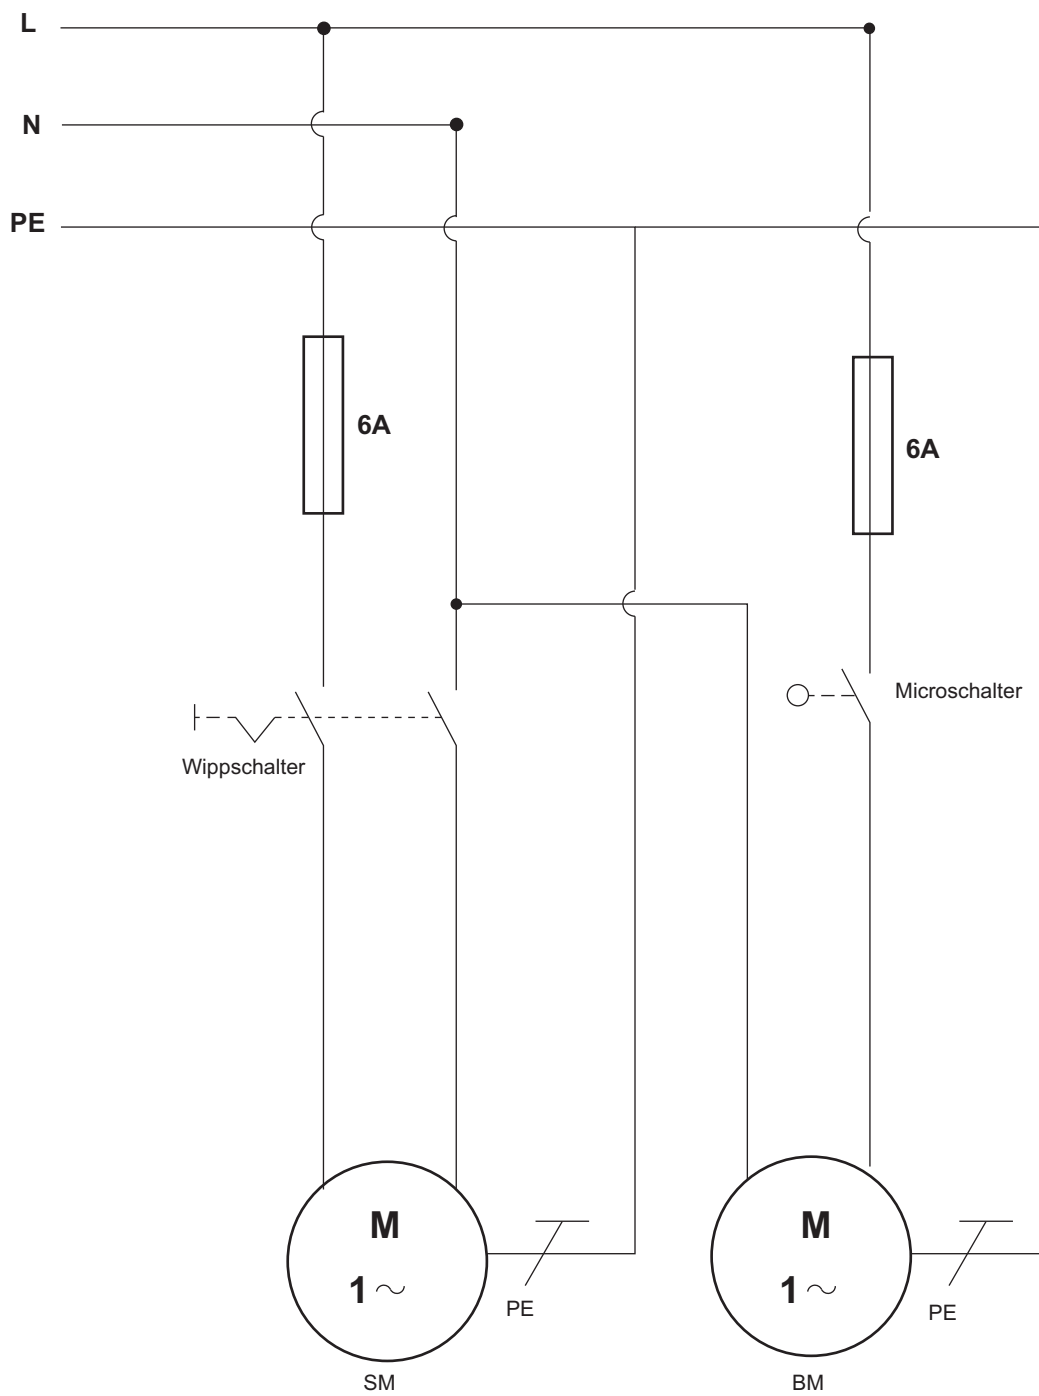 L
N
PE
6A
6A
Microschalter
Wippschalter
M
1 ~
PE
SM
M
1 ~
PE
BM